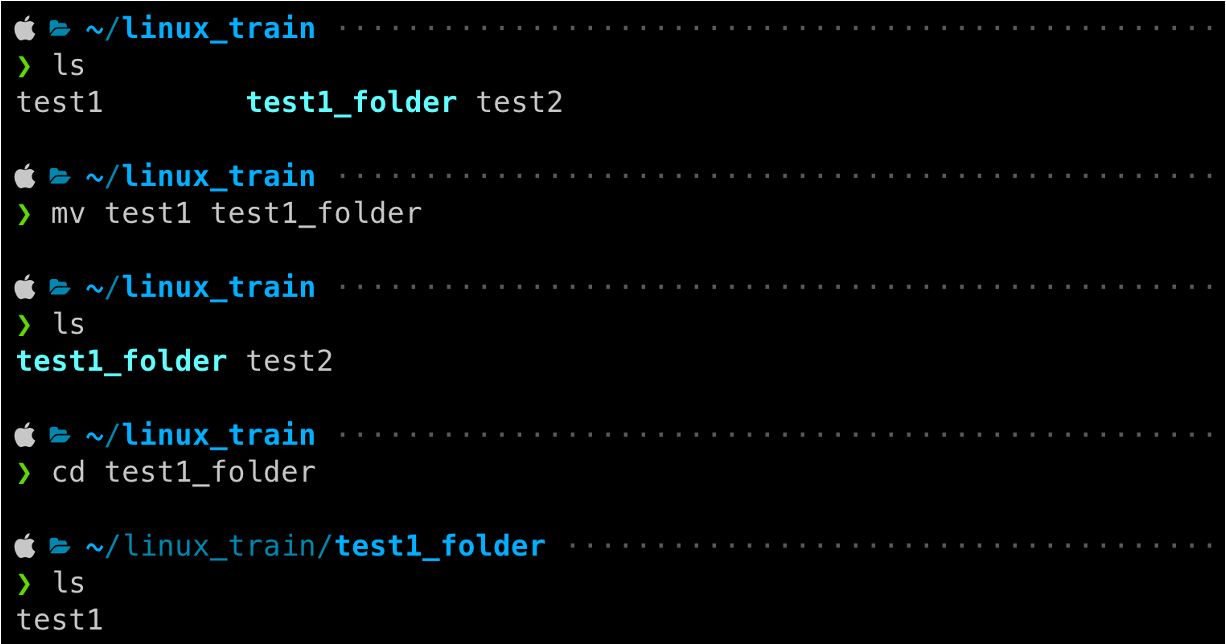 ~/linux_train
❯ ls
test1 test1_folder test2
~/linux_train
❯ mv test1 test1_folder
~/linux_train
❯ ls
test1_folder test2
~/linux_train
❯ cd test1_folder
~/linux_train/test1_folder
❯ ls
test1